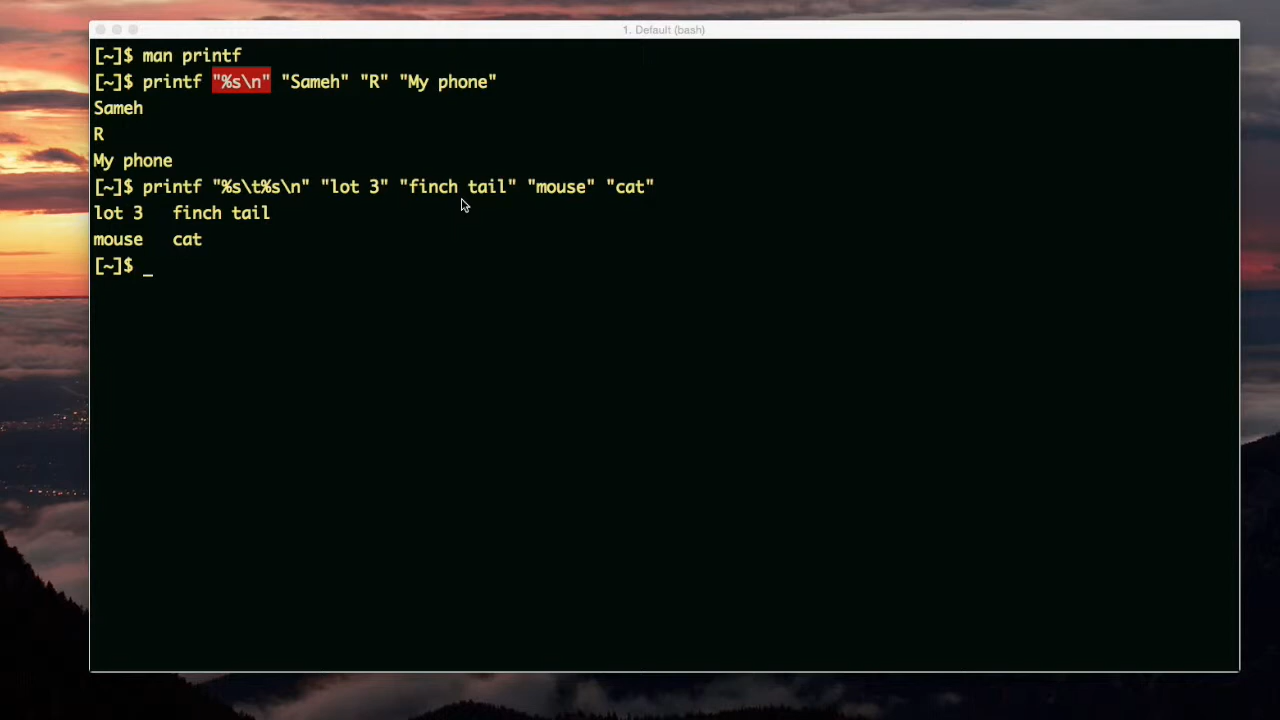 1. Default (bash)
[~]$ man printf
[~]$ printf "%s\n" "Sameh" "R" "My phone"
Sameh
R
My phone
[~]$ printf "%s\t%s\n" "lot 3" "finch tail" "mouse" "cat"
lot 3   finch tail
mouse   cat
[~]$ _